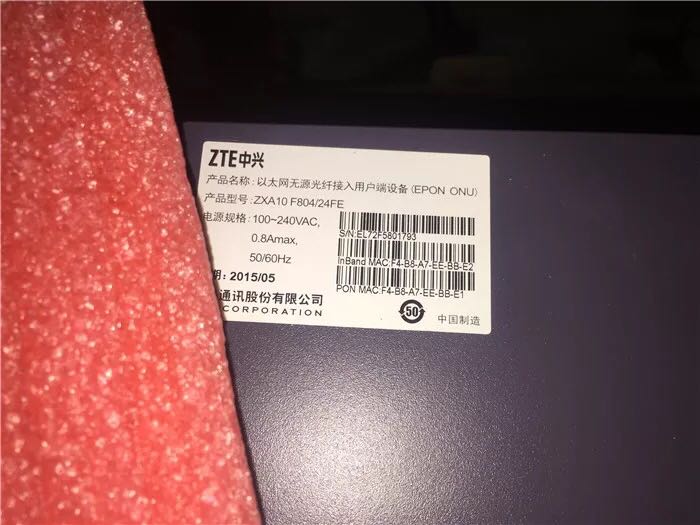 ZTE中兴
产品名称: 以太网无源光纤接入用户端设备(EPON ONU)
产品型号: ZXA10 F804/24FE
电源规格: 100~240VAC,
0.8Amax,
50/60Hz
S/N:EL72F5801793
InBand MAC:F4-B8-A7-EE-BB-E2
PON MAC:F4-B8-A7-EE-BB-E1
期: 2015/05
通讯股份有限公司
CORPORATION
50
中国制造